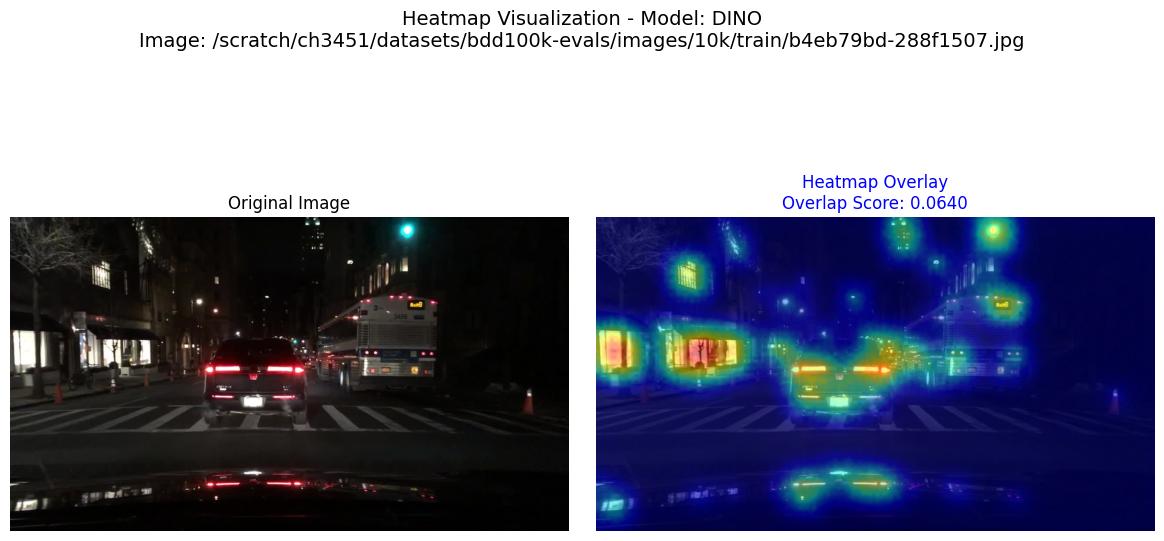 Heatmap Visualization - Model: DINO
Image: /scratch/ch3451/datasets/bdd100k-evals/images/10k/train/b4eb79bd-288f1507.jpg
Original Image
Heatmap Overlay
Overlap Score: 0.0640